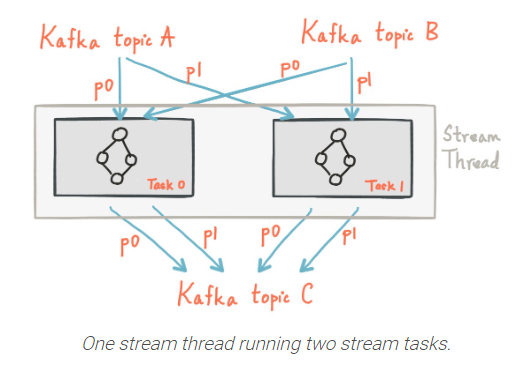 Kafka topic A
Kafka topic B
p0
p1
p0
p1
Stream
Thread
Task 0
Task 1
p0
p1
p0
p1
Kafka topic C
One stream thread running two stream tasks.